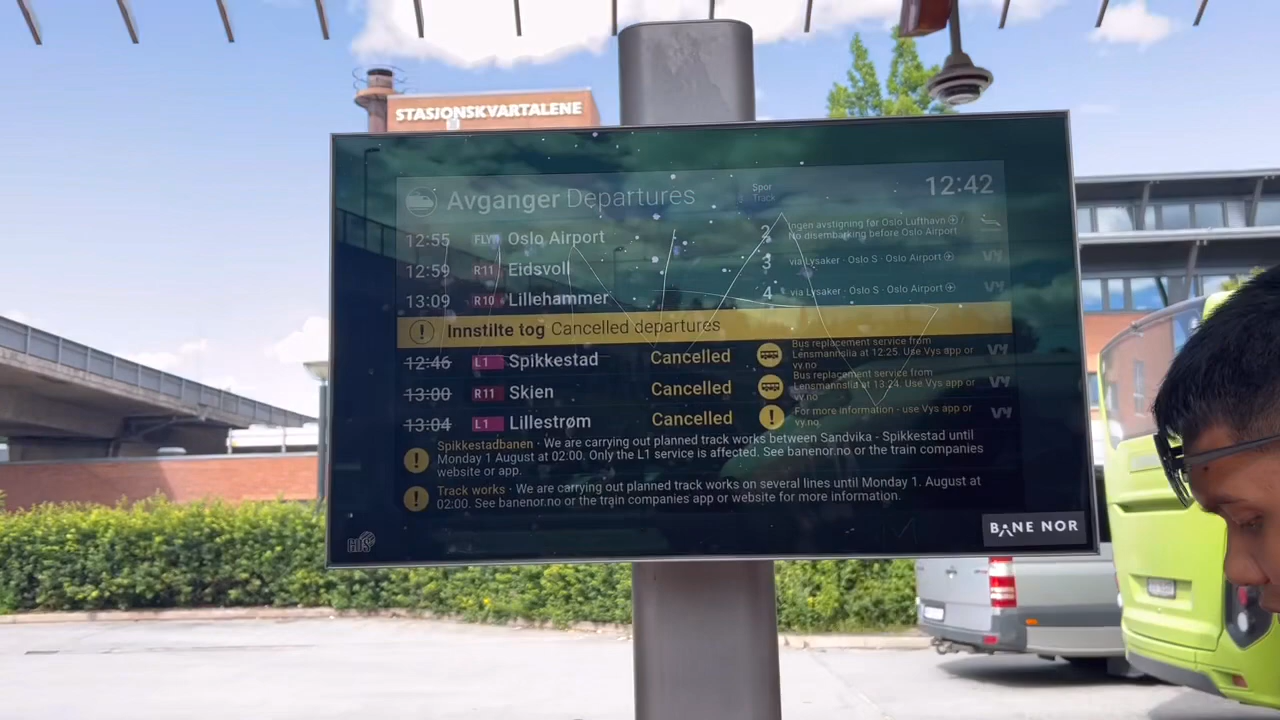 STASJONSKVARTALENE
Avganger Departures
Spor
Track
12:42
12:55 FLY Oslo Airport 2 Ingen avstigning før Oslo Lufthavn /
No disembarking before Oslo Airport
12:59 R11 Eidsvoll 3 via Lysaker · Oslo S · Oslo Airport
13:09 R10 Lillehammer 4 via Lysaker · Oslo S · Oslo Airport
! Innstilte tog Cancelled departures
12:46 L1 Spikkestad Cancelled Bus replacement service from
Lensmannslia at 12:25. Use Vys app or
vy.no
13:00 R11 Skien Cancelled Bus replacement service from
Lensmannslia at 13:24. Use Vys app or
vy.no
13:04 L1 Lillestrøm Cancelled ! For more information - use Vys app or
vy.no
! Spikkestadbanen · We are carrying out planned track works between Sandvika - Spikkestad until
Monday 1 August at 02:00. Only the L1 service is affected. See banenor.no or the train companies
website or app.
! Track works · We are carrying out planned track works on several lines until Monday 1. August at
02:00. See banenor.no or the train companies app or website for more information.
BANE NOR